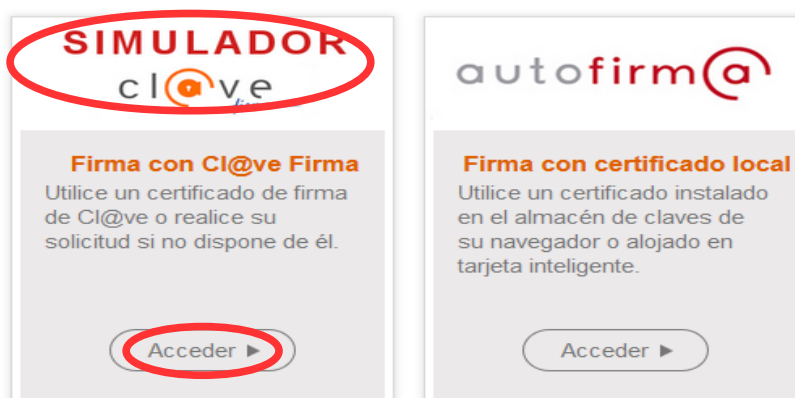 SIMULADOR
cl@ve
firma
Firma con Cl@ve Firma
Utilice un certificado de firma
de Cl@ve o realice su
solicitud si no dispone de él.
Acceder ►
autofirm@
Firma con certificado local
Utilice un certificado instalado
en el almacén de claves de
su navegador o alojado en
tarjeta inteligente.
Acceder ►